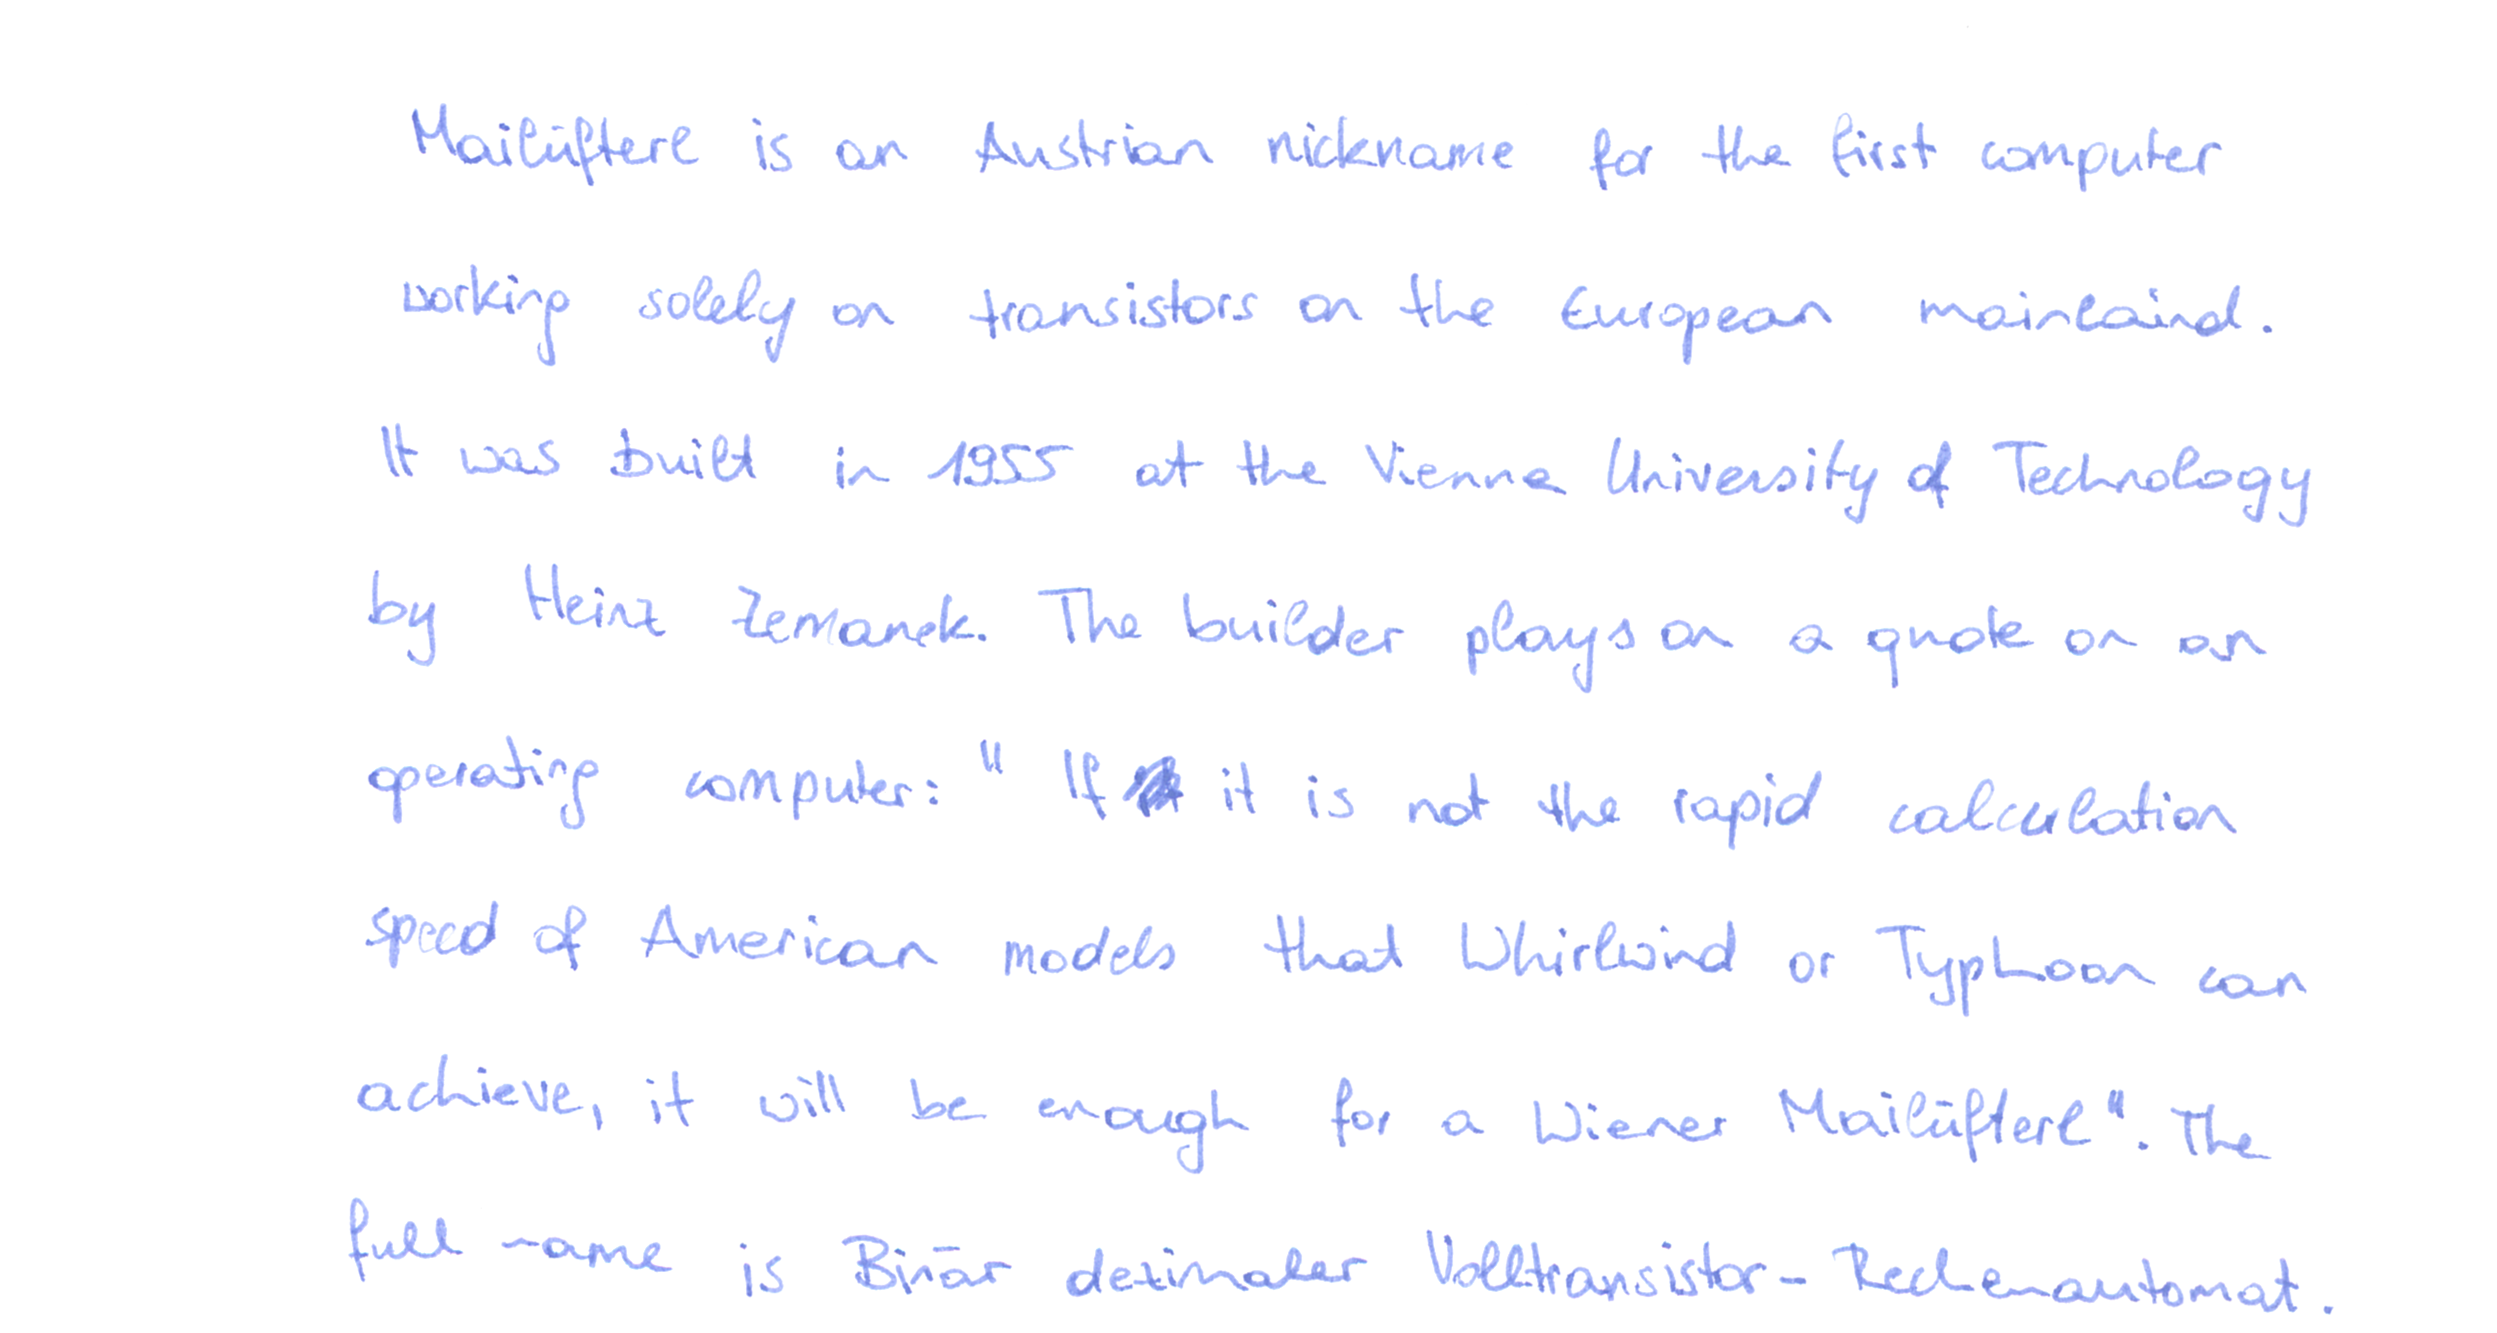 Mailüfterl is an Austrian nickname for the first computer
working solely on transistors on the European mainlaind.
It was built in 1955 at the Vienna University of Technology
by Heinz Zemanek. The builder plays on a quote on an
operating computer: "If it is not the rapid calculation
speed of American models that Whirlwind or Typhoon can
achieve, it will be enough for a Wiener Mailüfterl". The
full name is Binär dezimaler Volltransistor-Rechenautomat.